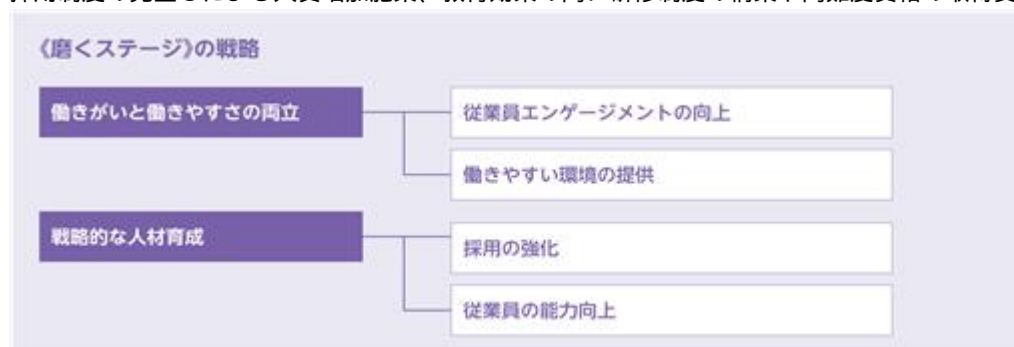 《磨くステージ》の戦略
働きがいと働きやすさの両立
従業員エンゲージメントの向上
働きやすい環境の提供
戦略的な人材育成
採用の強化
従業員の能力向上